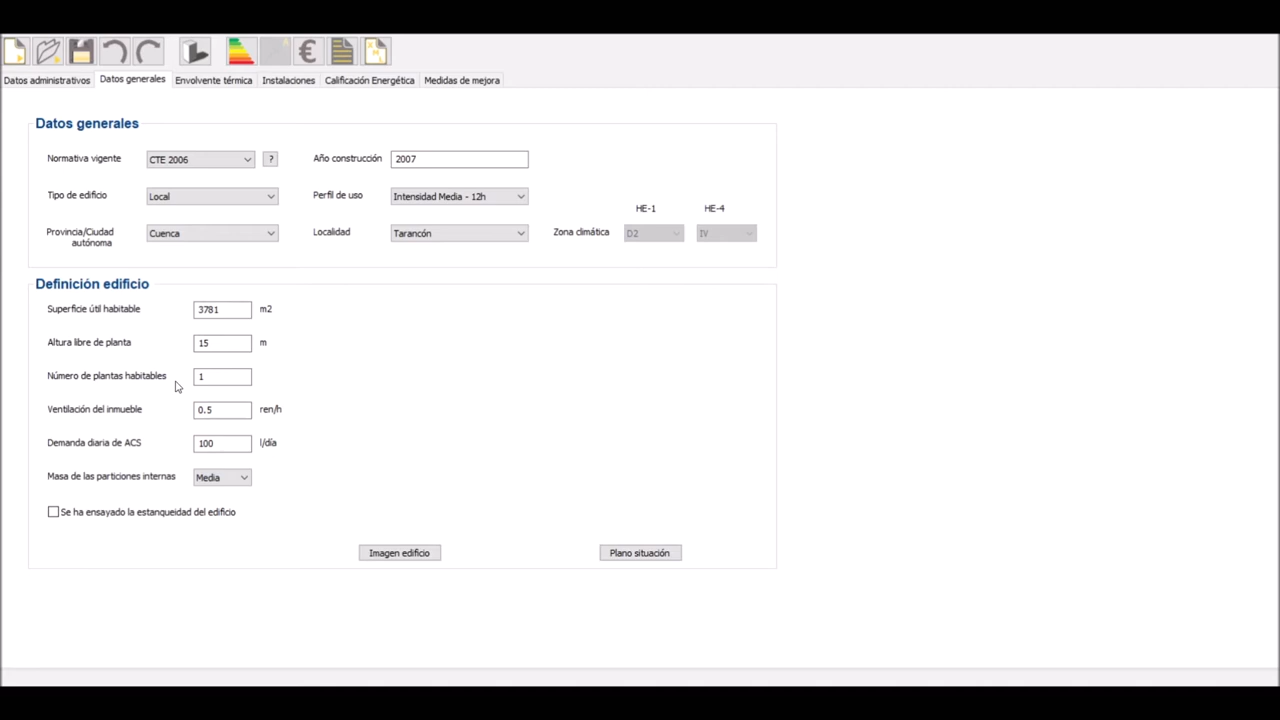 Datos administrativos Datos generales Envolvente térmica Instalaciones Calificación Energética Medidas de mejora
Datos generales
Normativa vigente CTE 2006 ? Año construcción 2007
Tipo de edificio Local Perfil de uso Intensidad Media - 12h
HE-1 HE-4
Provincia/Ciudad autónoma Cuenca Localidad Tarancón Zona climática D2 IV
Definición edificio
Superficie útil habitable 3781 m2
Altura libre de planta 15 m
Número de plantas habitables 1
Ventilación del inmueble 0.5 ren/h
Demanda diaria de ACS 100 l/día
Masa de las particiones internas Media
Se ha ensayado la estanqueidad del edificio
Imagen edificio Plano situación